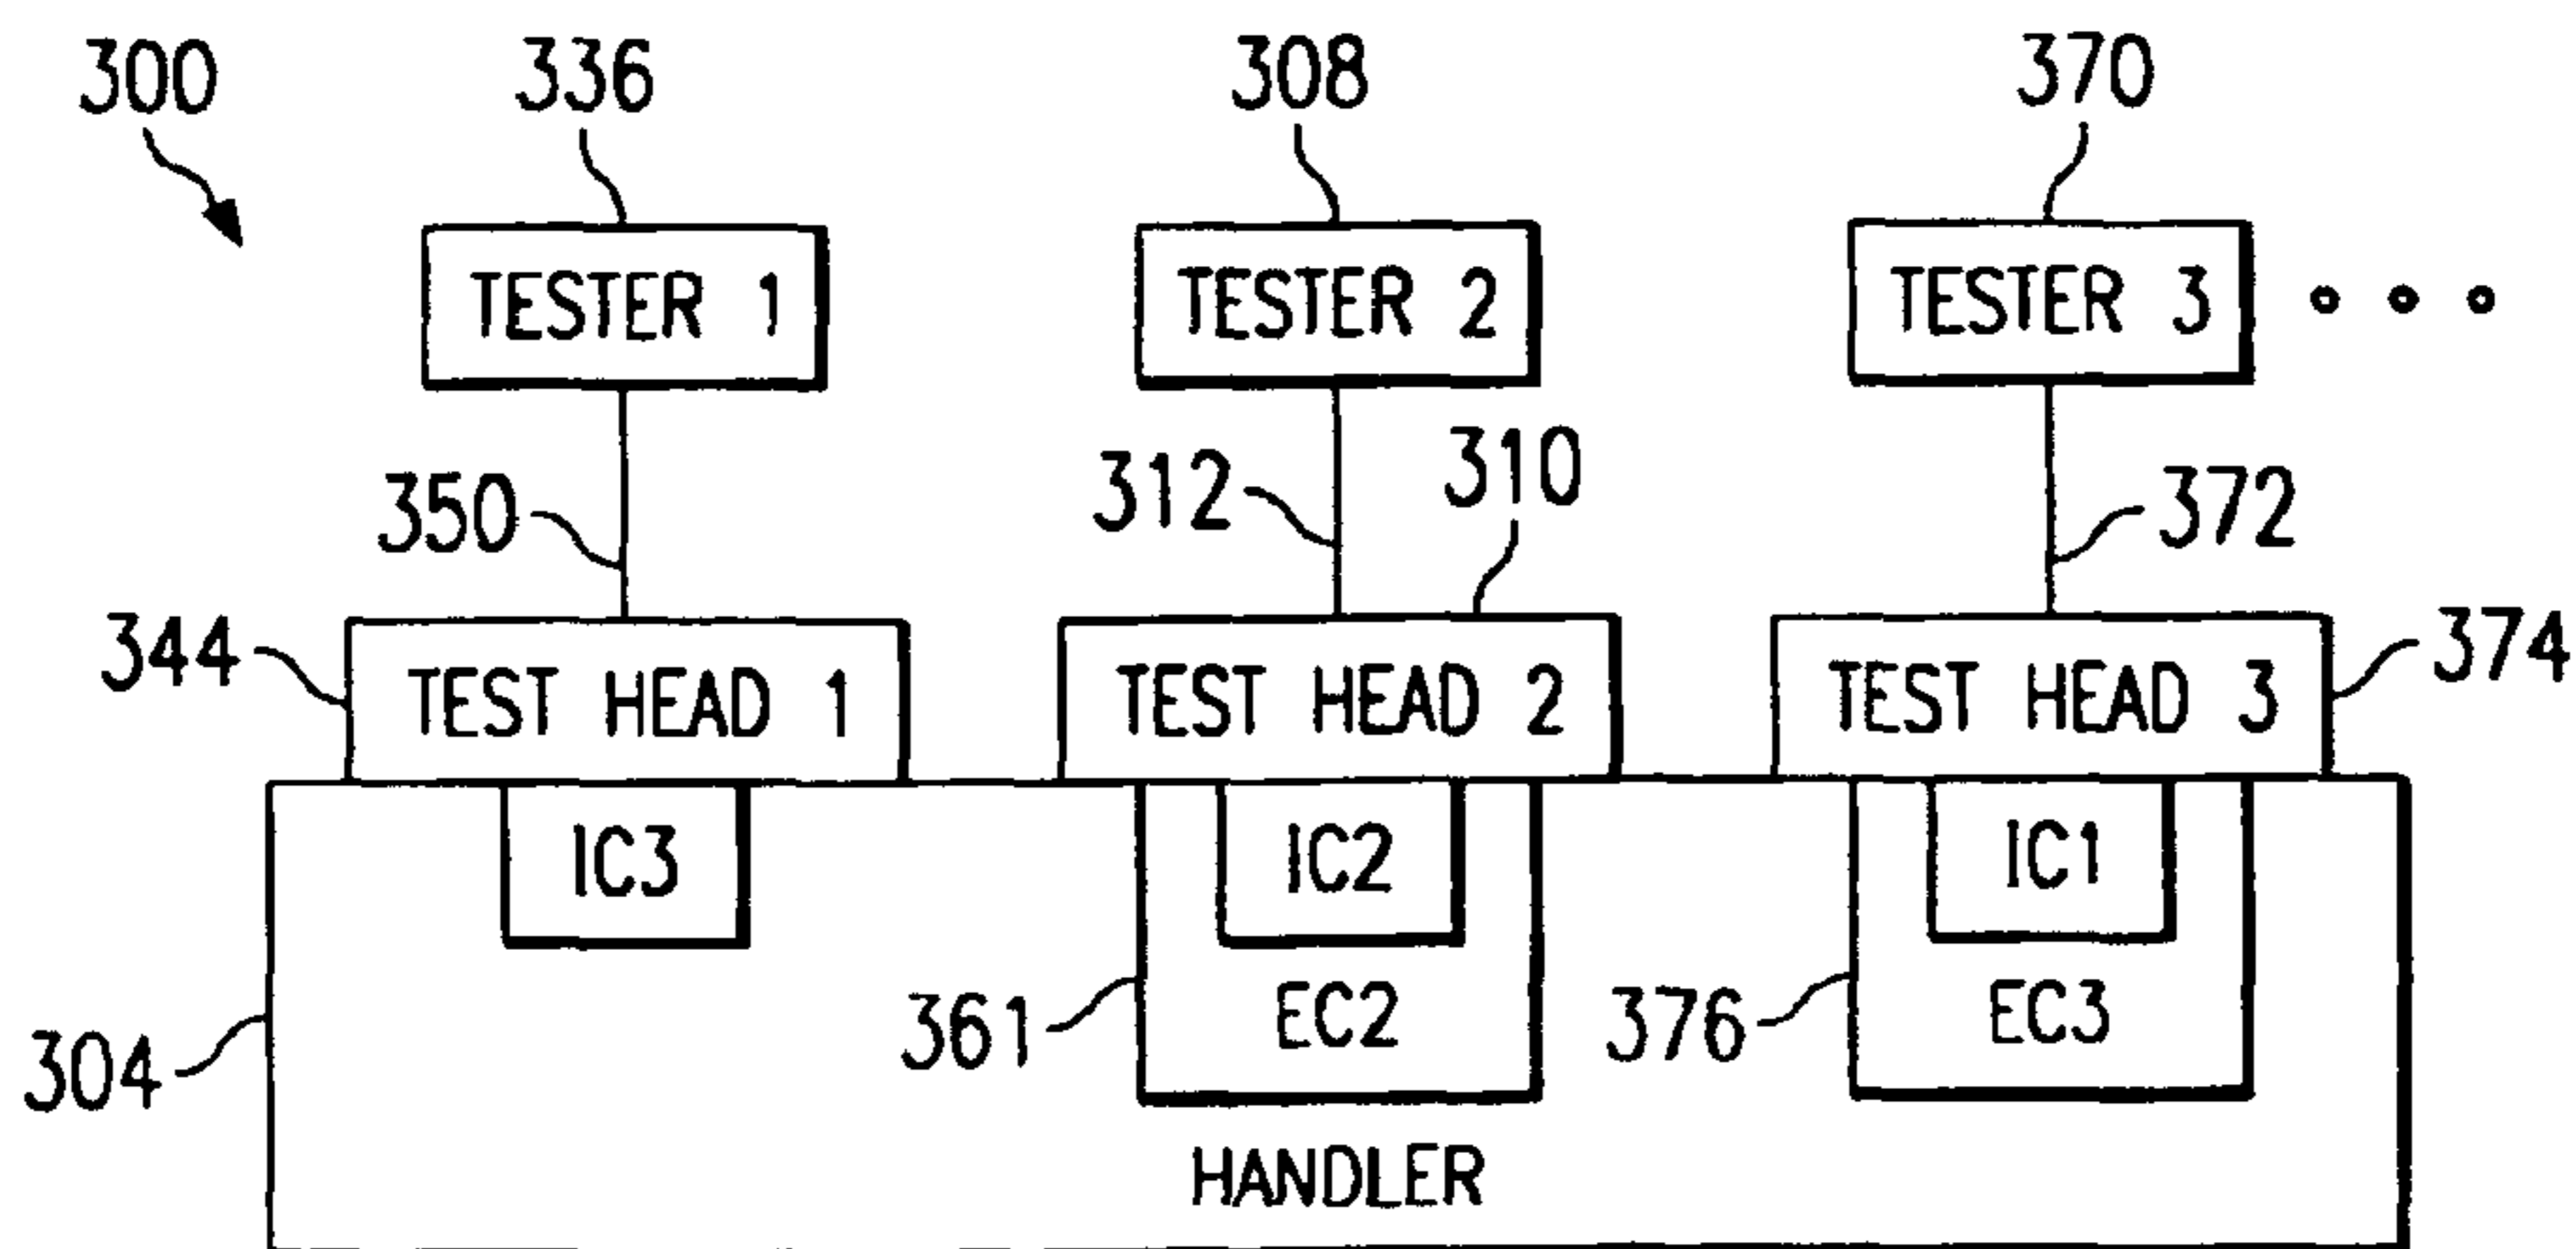 300
336
308
370
TESTER 1
TESTER 2
TESTER 3
350
312
310
372
344
TEST HEAD 1
TEST HEAD 2
TEST HEAD 3
374
IC3
IC2
IC1
304
361
EC2
376
EC3
HANDLER